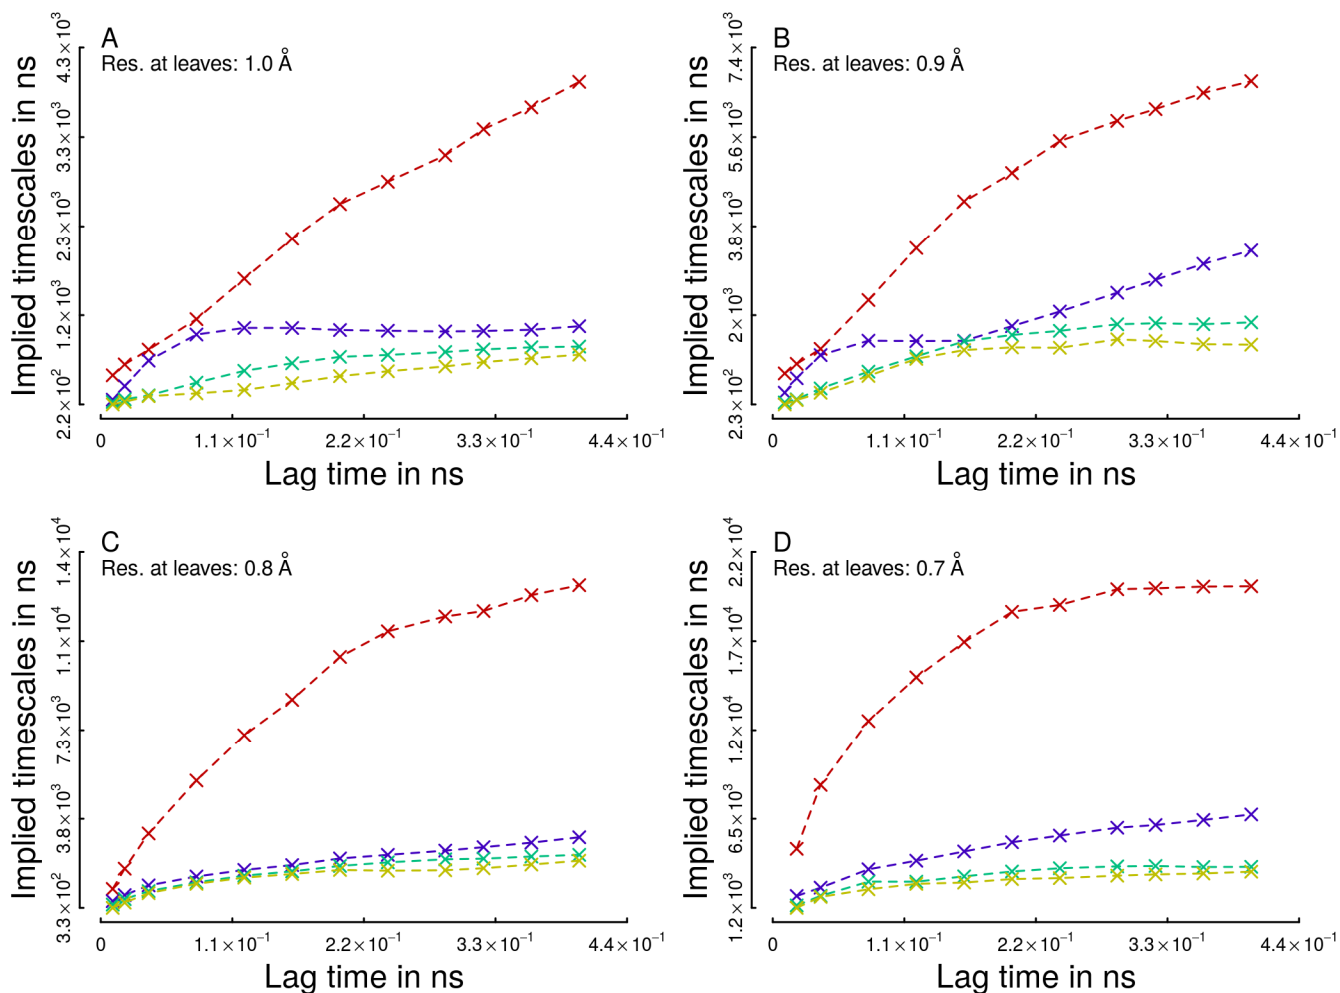 A
Res. at leaves: 1.0 Å
Implied timescales in ns
4.3×10³
3.3×10³
2.3×10³
1.2×10³
2.2×10²
0
1.1×10⁻¹
2.2×10⁻¹
3.3×10⁻¹
4.4×10⁻¹
Lag time in ns
B
Res. at leaves: 0.9 Å
Implied timescales in ns
7.4×10³
5.6×10³
3.8×10³
2×10³
2.3×10²
0
1.1×10⁻¹
2.2×10⁻¹
3.3×10⁻¹
4.4×10⁻¹
Lag time in ns
C
Res. at leaves: 0.8 Å
Implied timescales in ns
1.4×10⁴
1.1×10⁴
7.3×10³
3.8×10³
3.3×10²
0
1.1×10⁻¹
2.2×10⁻¹
3.3×10⁻¹
4.4×10⁻¹
Lag time in ns
D
Res. at leaves: 0.7 Å
Implied timescales in ns
2.2×10⁴
1.7×10⁴
1.2×10⁴
6.5×10³
1.2×10³
0
1.1×10⁻¹
2.2×10⁻¹
3.3×10⁻¹
4.4×10⁻¹
Lag time in ns